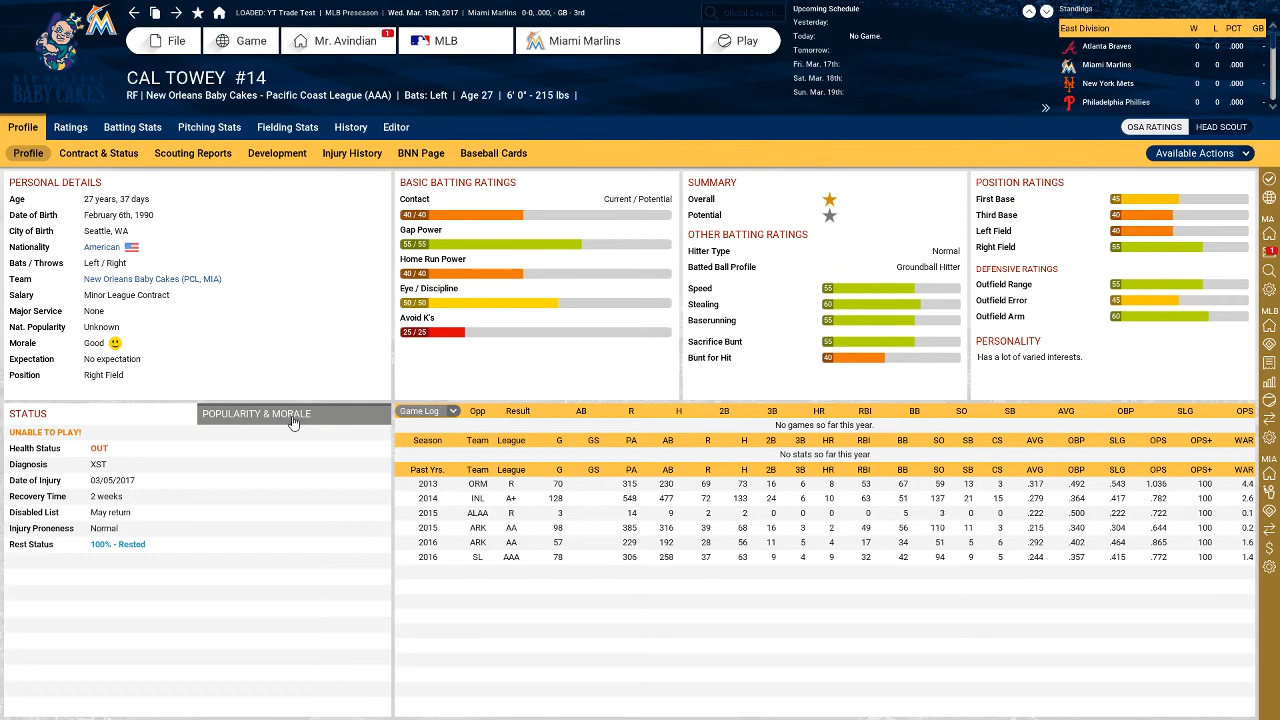 LOADED: YT Trade Test | MLB Preseason | Wed. Mar. 15th, 2017 | Miami Marlins 0-0, .000, - GB - 3rd
Global Search
File
Game
Mr. Avindian
1
MLB
Miami Marlins
Play
CAL TOWEY #14
RF | New Orleans Baby Cakes - Pacific Coast League (AAA) | Bats: Left | Age 27 | 6' 0" - 215 lbs |
NEW ORLEANS
BABY CAKES
Upcoming Schedule
Yesterday:
Today: No Game.
Tomorrow:
Fri. Mar. 17th:
Sat. Mar. 18th:
Sun. Mar. 19th:
Standings
East Division W L PCT GB
Atlanta Braves 0 0 .000 -
Miami Marlins 0 0 .000 -
New York Mets 0 0 .000 -
Philadelphia Phillies 0 0 .000 -
Profile Ratings Batting Stats Pitching Stats Fielding Stats History Editor
OSA RATINGS HEAD SCOUT
Profile Contract & Status Scouting Reports Development Injury History BNN Page Baseball Cards
Available Actions
PERSONAL DETAILS
Age 27 years, 37 days
Date of Birth February 6th, 1990
City of Birth Seattle, WA
Nationality American
Bats / Throws Left / Right
Team New Orleans Baby Cakes (PCL, MIA)
Salary Minor League Contract
Major Service None
Nat. Popularity Unknown
Morale Good
Expectation No expectation
Position Right Field
BASIC BATTING RATINGS
Contact Current / Potential
40 / 40
Gap Power
55 / 55
Home Run Power
40 / 40
Eye / Discipline
50 / 50
Avoid K's
25 / 25
SUMMARY
Overall
Potential
OTHER BATTING RATINGS
Hitter Type Normal
Batted Ball Profile Groundball Hitter
Speed 55
Stealing 60
Baserunning 55
Sacrifice Bunt 55
Bunt for Hit 40
POSITION RATINGS
First Base 45
Third Base 40
Left Field 40
Right Field 55
DEFENSIVE RATINGS
Outfield Range 55
Outfield Error 45
Outfield Arm 60
PERSONALITY
Has a lot of varied interests.
MA
1
MLB
MIA
STATUS
POPULARITY & MORALE
UNABLE TO PLAY!
Health Status OUT
Diagnosis XST
Date of Injury 03/05/2017
Recovery Time 2 weeks
Disabled List May return
Injury Proneness Normal
Rest Status 100% - Rested
Game Log Opp Result AB R H 2B 3B HR RBI BB SO SB AVG OBP SLG OPS
No games so far this year.
Season Team League G GS PA AB R H 2B 3B HR RBI BB SO SB CS AVG OBP SLG OPS OPS+ WAR
No stats so far this year
Past Yrs. Team League G GS PA AB R H 2B 3B HR RBI BB SO SB CS AVG OBP SLG OPS OPS+ WAR
2013 ORM R 70 315 230 69 73 16 6 8 53 67 59 13 3 .317 .492 .543 1.036 100 4.4
2014 INL A+ 128 548 477 72 133 24 6 10 63 51 137 21 15 .279 .364 .417 .782 100 2.6
2015 ALAA R 3 14 9 2 2 0 0 0 0 5 3 0 0 .222 .500 .222 .722 100 0.1
2015 ARK AA 98 385 316 39 68 16 3 2 49 56 110 11 3 .215 .340 .304 .644 100 0.2
2016 ARK AA 57 229 192 28 56 11 3 4 17 34 51 5 6 .292 .402 .464 .865 100 1.6
2016 SL AAA 78 306 258 37 63 9 4 9 32 42 94 9 5 .244 .357 .415 .772 100 1.4